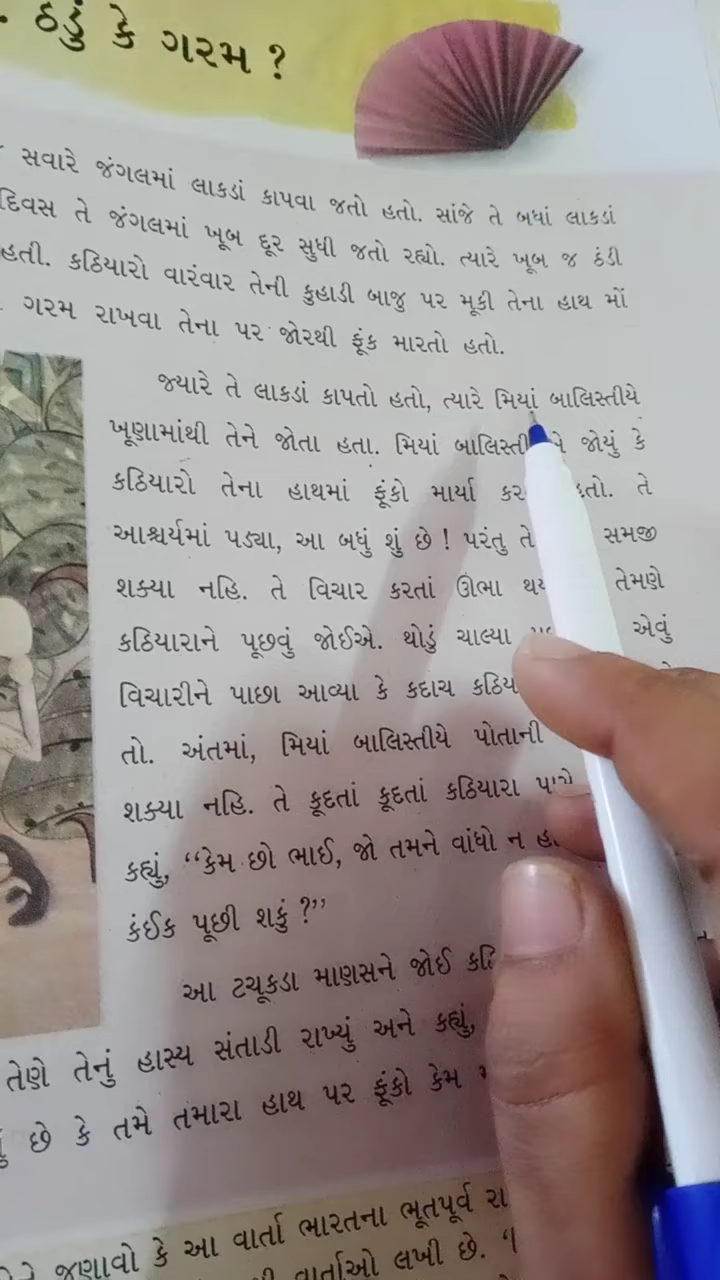 ઠંડું કે ગરમ ?
સવારે જંગલમાં લાકડાં કાપવા જતો હતો. સાંજે તે બધાં લાકડાં
દિવસ તે જંગલમાં ખૂબ દૂર સુધી જતો રહ્યો. ત્યારે ખૂબ જ ઠંડી
હતી. કઠિયારો વારંવાર તેની કુહાડી બાજુ પર મૂકી તેના હાથ મોં
ગરમ રાખવા તેના પર જોરથી ફૂંક મારતો હતો.
જ્યારે તે લાકડાં કાપતો હતો, ત્યારે મિયાં બાલિસ્તીયે
ખૂણામાંથી તેને જોતા હતા. મિયાં જોયું કે
કઠિયારો તેના હાથમાં ફૂંકો માર્યા તે
આશ્ચર્યમાં પડ્યા, આ બધું શું છે ! પરંતુ સમજી
શક્યા નહિ. તે વિચાર કરતાં ઊભા તેમણે
કઠિયારાને પૂછવું જોઈએ. થોડું ચાલ્યા એવું
વિચારીને પાછા આવ્યા કે કદાચ
તો. અંતમાં, મિયાં બાલિસ્તીયે પોતાની
શક્યા નહિ. તે કૂદતાં કૂદતાં કઠિયારા
કહ્યું, “કેમ છો ભાઈ, જો તમને વાંધો ન
કંઈક પૂછી શકું ?”
આ ટચૂકડા માણસને જોઈ
તેણે તેનું હાસ્ય સંતાડી રાખ્યું અને કહ્યું,
છે કે તમે તમારા હાથ પર ફૂંકો કેમ
જણાવો કે આ વાર્તા ભારતના ભૂતપૂર્વ
વાર્તાઓ લખી છે.